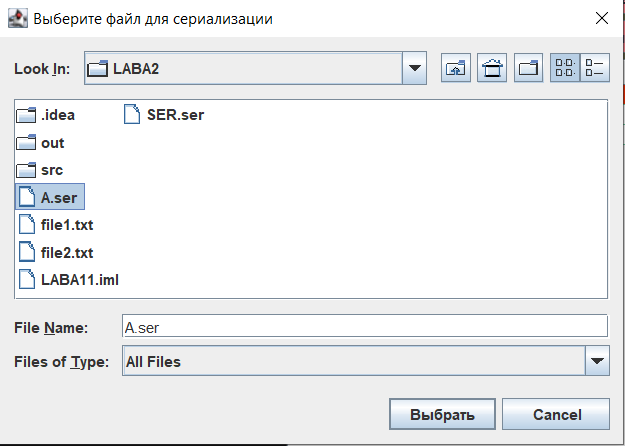 Выберите файл для сериализации
Look In: LABA2
.idea
out
src
A.ser
file1.txt
file2.txt
LABA11.iml
SER.ser
File Name: A.ser
Files of Type: All Files
Выбрать Cancel